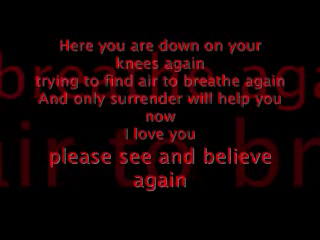 Here you are down on your
knees again
trying to find air to breathe again
And only surrender will help you
now
I love you
please see and believe
again